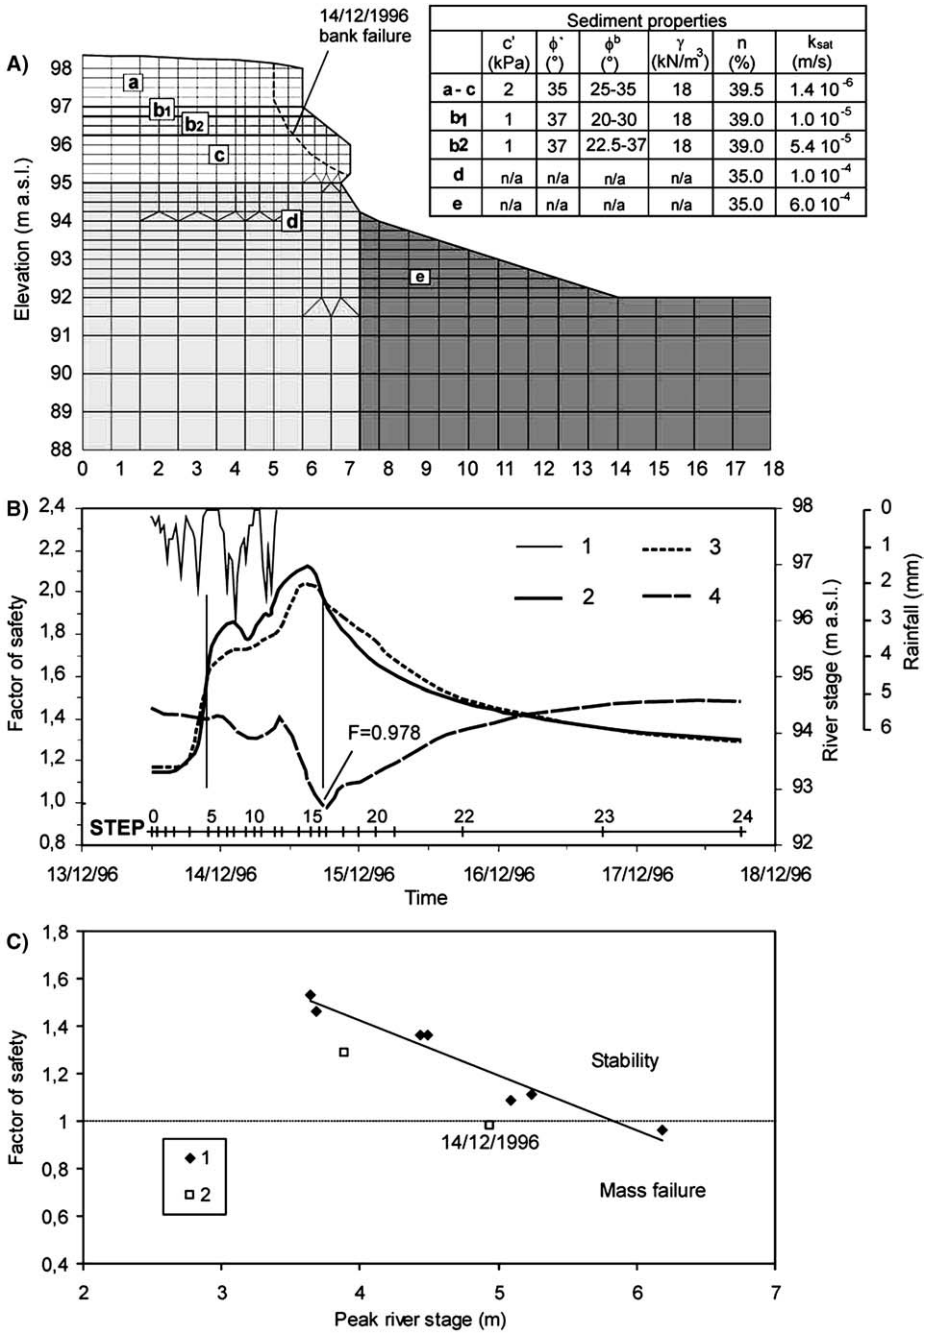 14/12/1996
bank failure
A)
Elevation (m a.s.l.)
98
97
96
95
94
93
92
91
90
89
88
a
b1
b2
c
d
e
0 1 2 3 4 5 6 7 8 9 10 11 12 13 14 15 16 17 18
Sediment properties
c' ϕ` ϕᵇ γ n kₛₐₜ
(kPa) (°) (°) (kN/m³) (%) (m/s)
a - c 2 35 25-35 18 39.5 1.4 10⁻⁶
b1 1 37 20-30 18 39.0 1.0 10⁻⁵
b2 1 37 22.5-37 18 39.0 5.4 10⁻⁵
d n/a n/a n/a n/a 35.0 1.0 10⁻⁴
e n/a n/a n/a n/a 35.0 6.0 10⁻⁴
B)
Factor of safety
2,4
2,2
2,0
1,8
1,6
1,4
1,2
1,0
0,8
1 3
2 4
98
97
96
95
94
93
92
River stage (m a.s.l.)
0
1
2
3
4
5
6
Rainfall (mm)
F=0.978
STEP
0 5 10 15 20 22 23 24
13/12/96 14/12/96 15/12/96 16/12/96 17/12/96 18/12/96
Time
C)
Factor of safety
1,8
1,6
1,4
1,2
1
0,8
0,6
0,4
Stability
14/12/1996
Mass failure
1
2
2 3 4 5 6 7
Peak river stage (m)